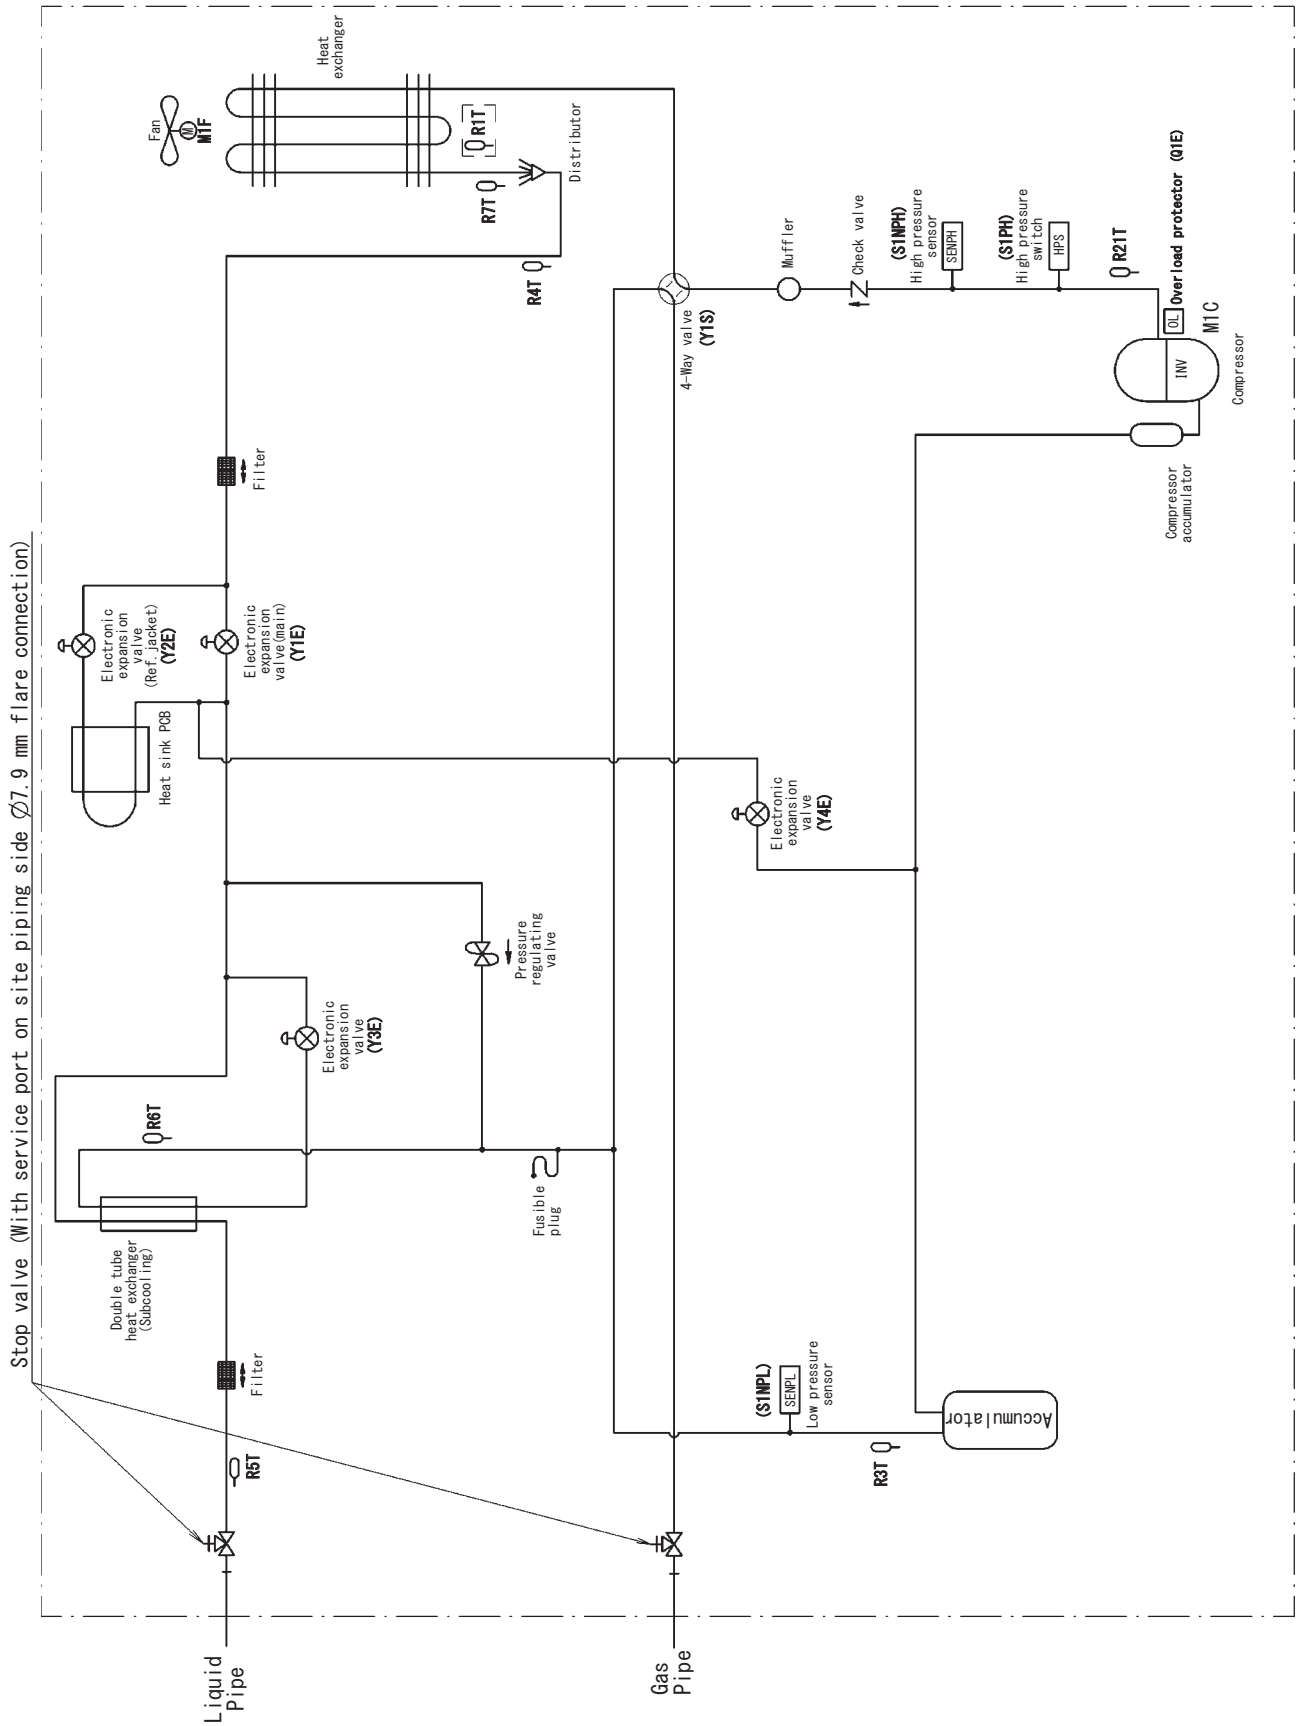 Stop valve (With service port on site piping side ∅7.9 mm flare connection)
Heat
exchanger
Fan
M
M1F
R1T
R7T
Distributor
R4T
Filter
Electronic
expansion
valve
(Ref. jacket)
(Y2E)
Electronic
expansion
valve(main)
(Y1E)
Heat sink PCB
Electronic
expansion
valve
(Y4E)
Pressure
regulating
valve
Electronic
expansion
valve
(Y3E)
R6T
Double tube
heat exchanger
(Subcooling)
Fusible
plug
Filter
R5T
Liquid
Pipe
Gas
Pipe
4-Way valve
(Y1S)
Muffler
Check valve
(S1NPH)
High pressure
sensor
SENPH
(S1PH)
High pressure
switch
HPS
R21T
OL
Overload protector (Q1E)
M1C
INV
Compressor
Compressor
accumulator
(S1NPL)
SENPL
Low pressure
sensor
R3T
Accumulator